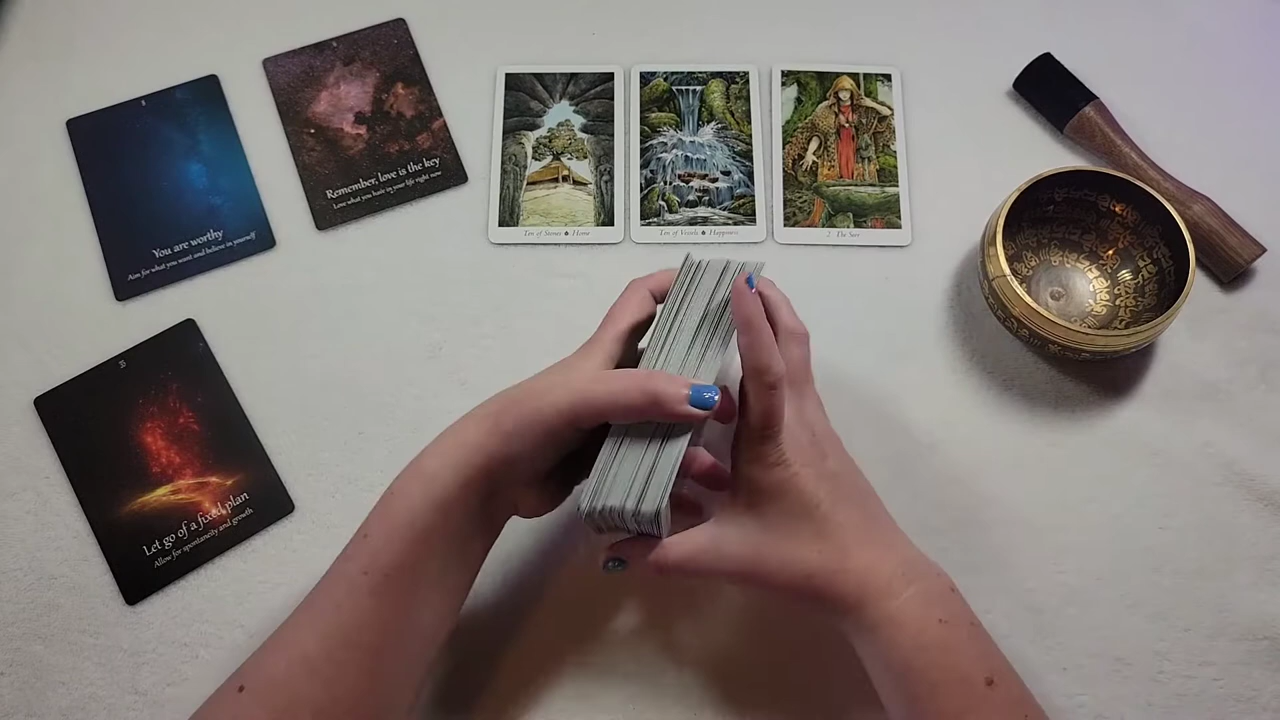 You are worthy
Aim for what you want and believe in yourself
Remember, love is the key
Love what you have in your life right now
Ten of Stones Home
Ten of Vessels Happiness
2 The Seer
35
Let go of a fixed plan
Allow for spontaneity and growth